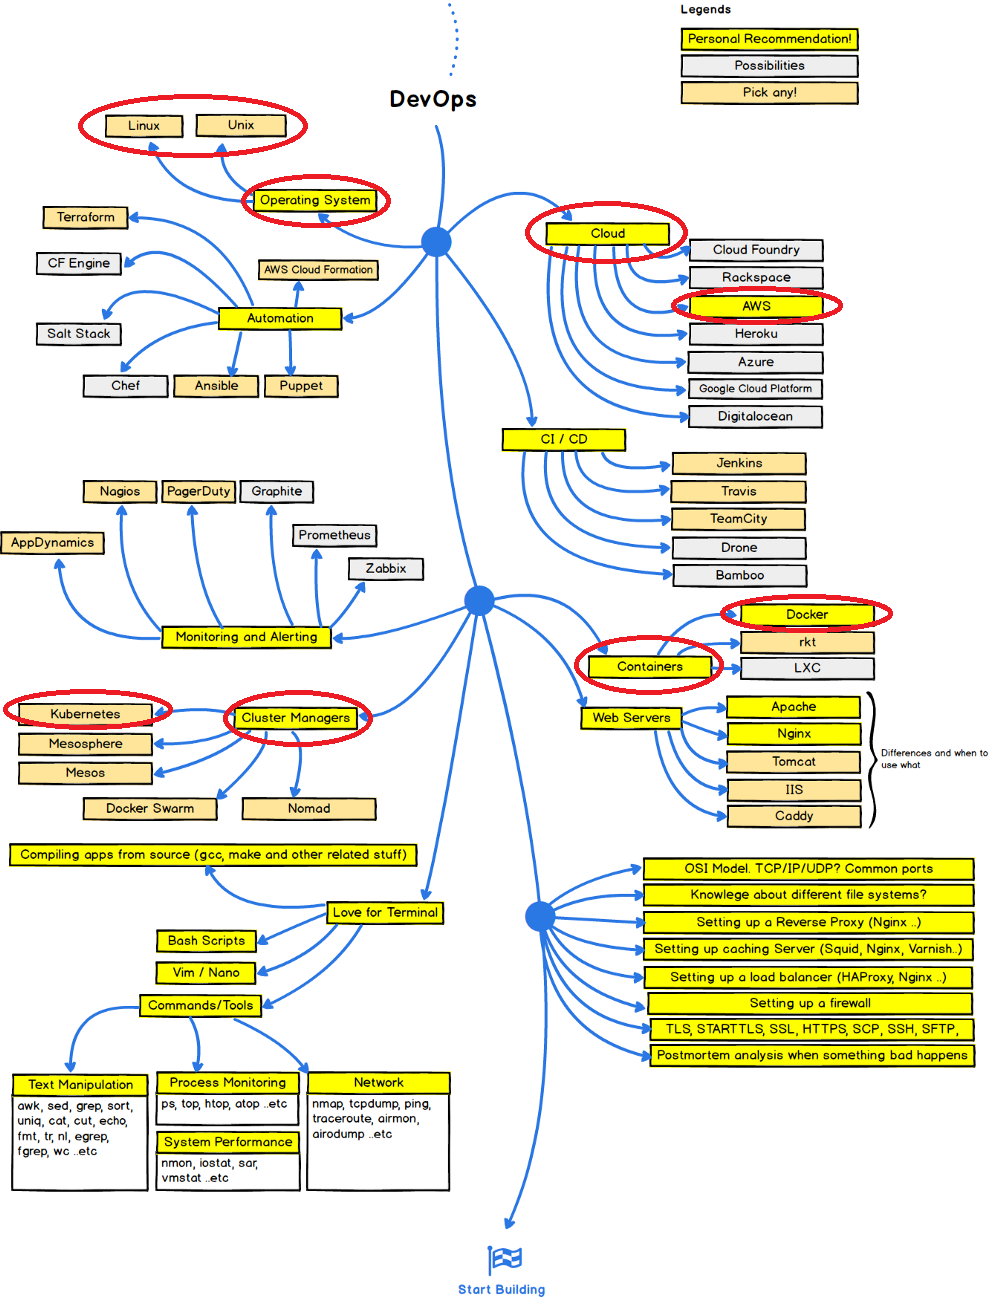 Legends
Personal Recommendation!
Possibilities
Pick any!
DevOps
Linux
Unix
Operating System
Terraform
CF Engine
AWS Cloud Formation
Automation
Salt Stack
Chef
Ansible
Puppet
Cloud
Cloud Foundry
Rackspace
AWS
Heroku
Azure
Google Cloud Platform
Digitalocean
CI / CD
Jenkins
Travis
TeamCity
Drone
Bamboo
Nagios
PagerDuty
Graphite
AppDynamics
Prometheus
Zabbix
Monitoring and Alerting
Containers
Docker
rkt
LXC
Web Servers
Apache
Nginx
Tomcat
IIS
Caddy
Differences and when to
use what
Kubernetes
Cluster Managers
Mesosphere
Mesos
Docker Swarm
Nomad
Compiling apps from source (gcc, make and other related stuff)
Love for Terminal
Bash Scripts
Vim / Nano
Commands/Tools
Text Manipulation
awk, sed, grep, sort,
uniq, cat, cut, echo,
fmt, tr, nl, egrep,
fgrep, wc ..etc
Process Monitoring
ps, top, htop, atop ..etc
System Performance
nmon, iostat, sar,
vmstat ..etc
Network
nmap, tcpdump, ping,
traceroute, airmon,
airodump ..etc
OSI Model. TCP/IP/UDP? Common ports
Knowlege about different file systems?
Setting up a Reverse Proxy (Nginx ..)
Setting up caching Server (Squid, Nginx, Varnish..)
Setting up a load balancer (HAProxy, Nginx ..)
Setting up a firewall
TLS, STARTTLS, SSL, HTTPS, SCP, SSH, SFTP,
Postmortem analysis when something bad happens
Start Building